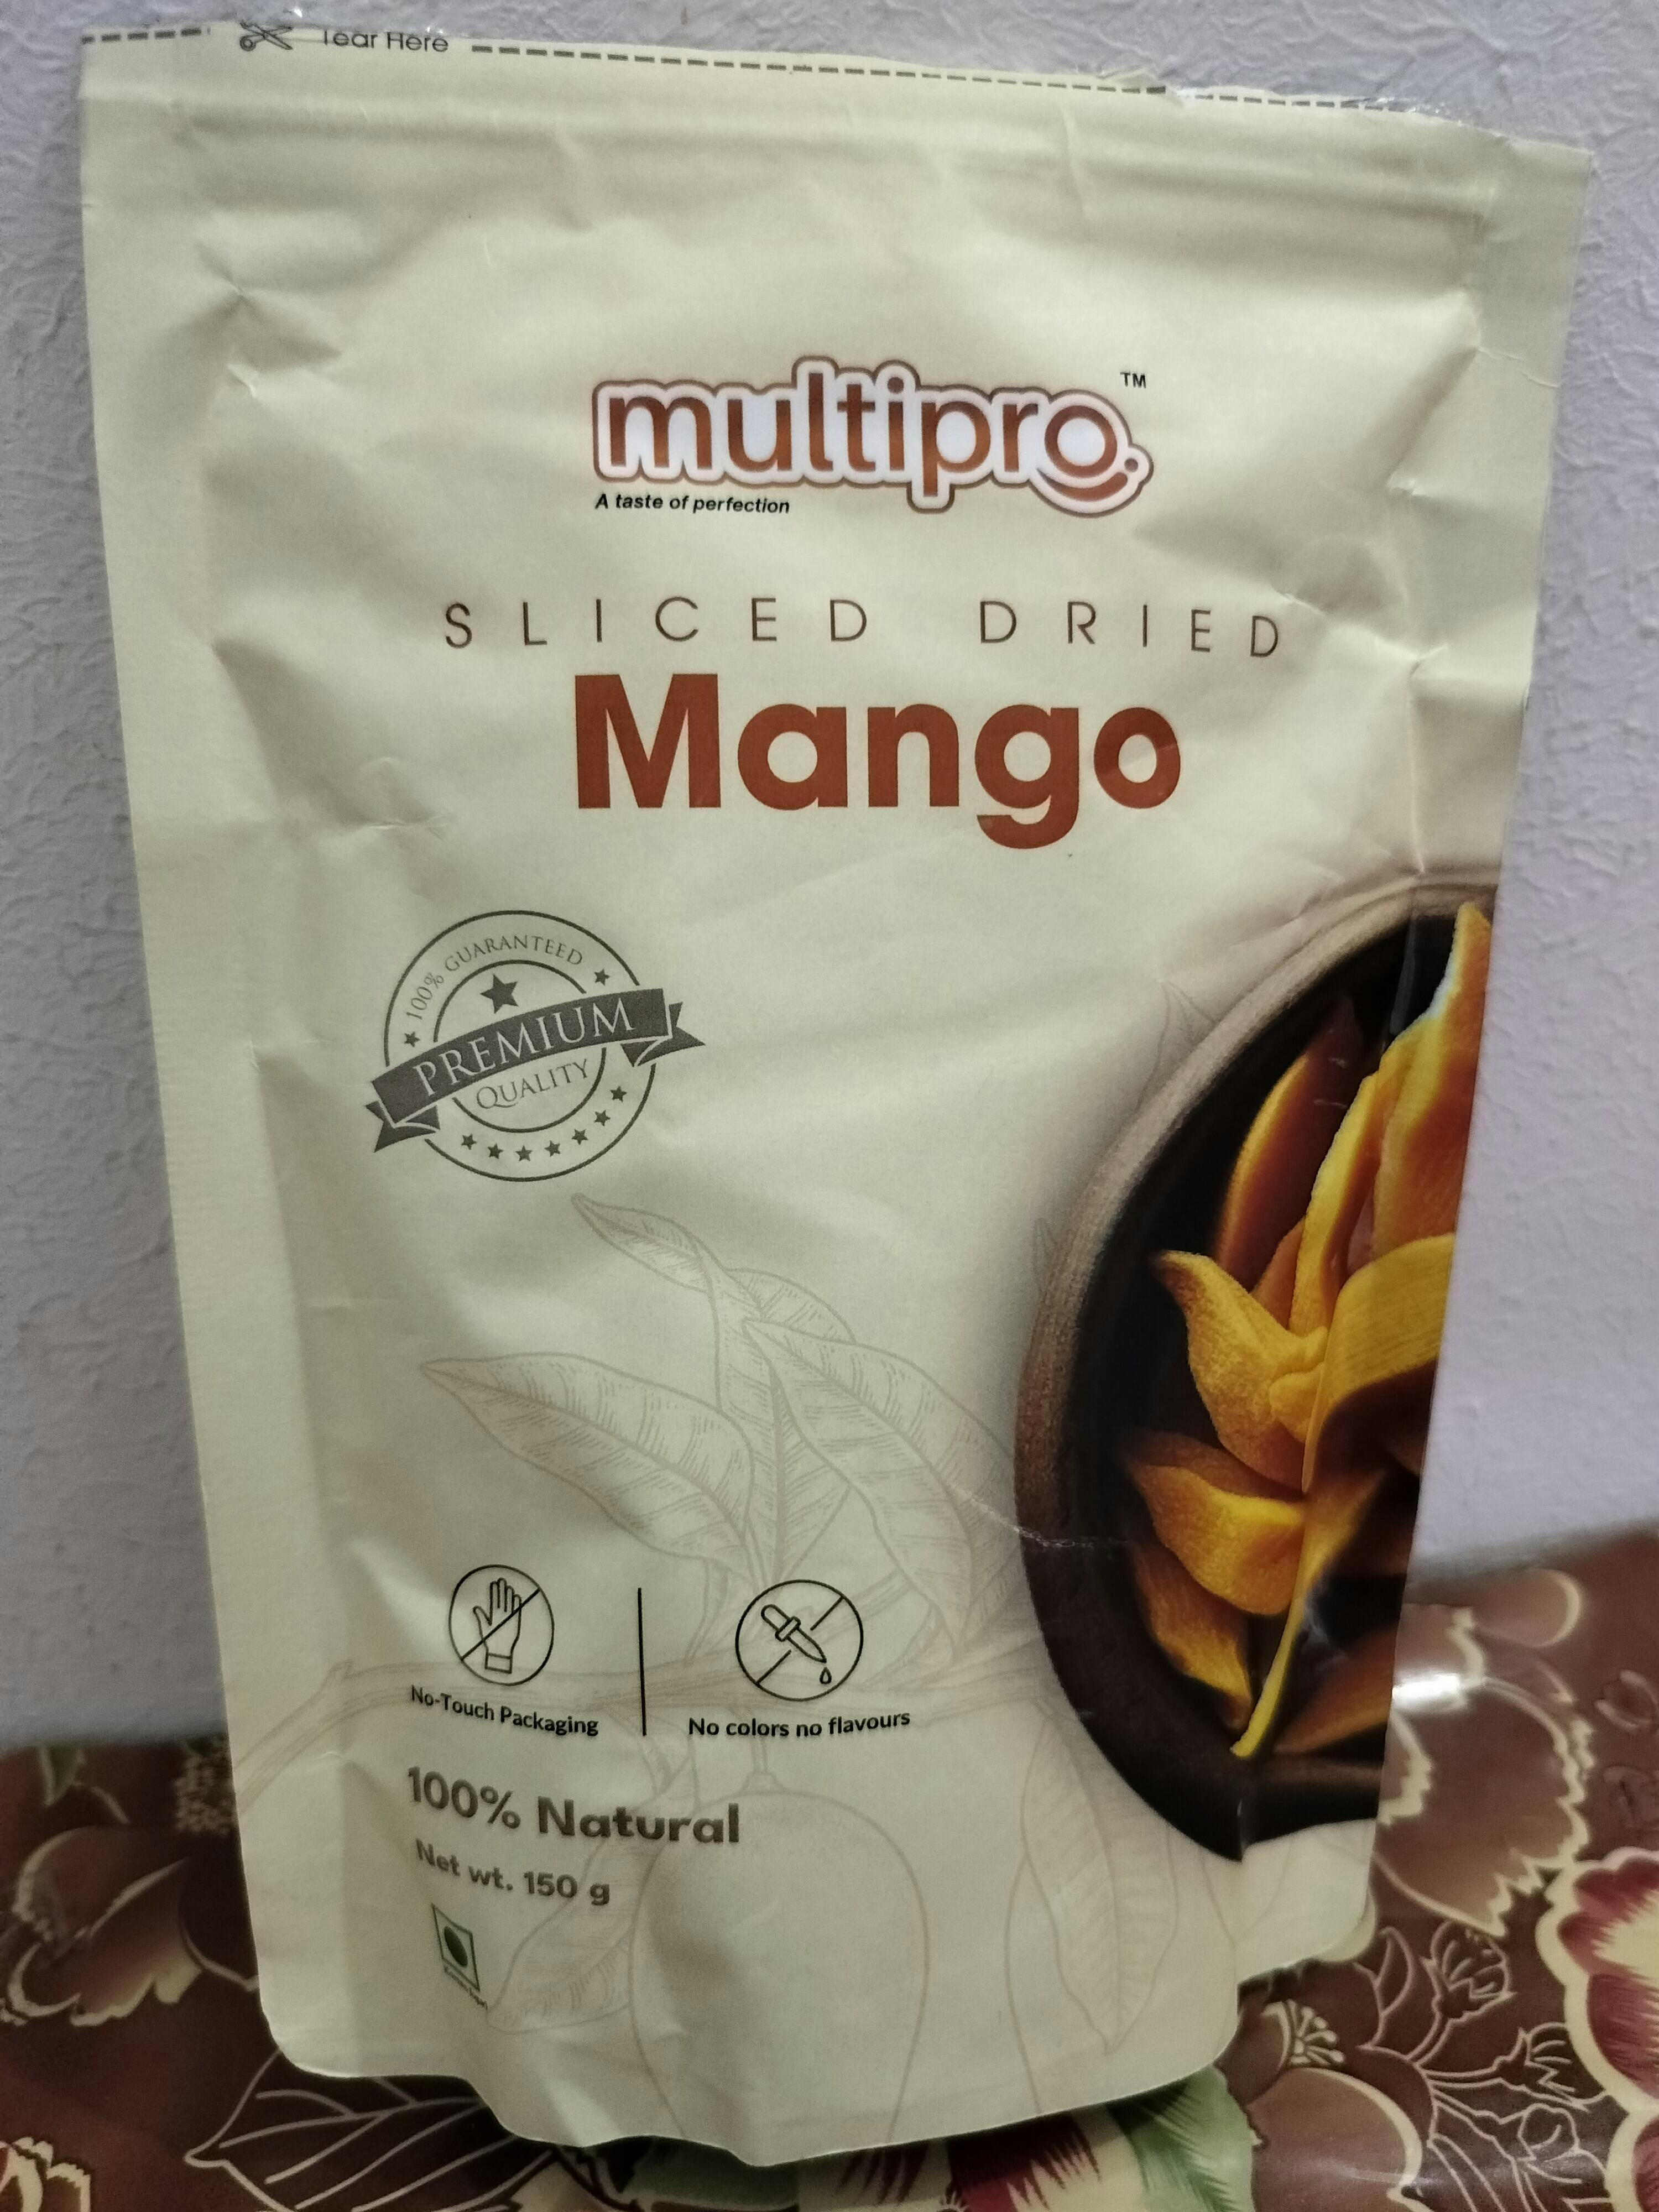 Tear Here
multipro
TM
A taste of perfection
SLICED DRIED
Mango
100% GUARANTEED
PREMIUM
QUALITY
No-Touch Packaging
No colors no flavours
100% Natural
Net wt. 150 g